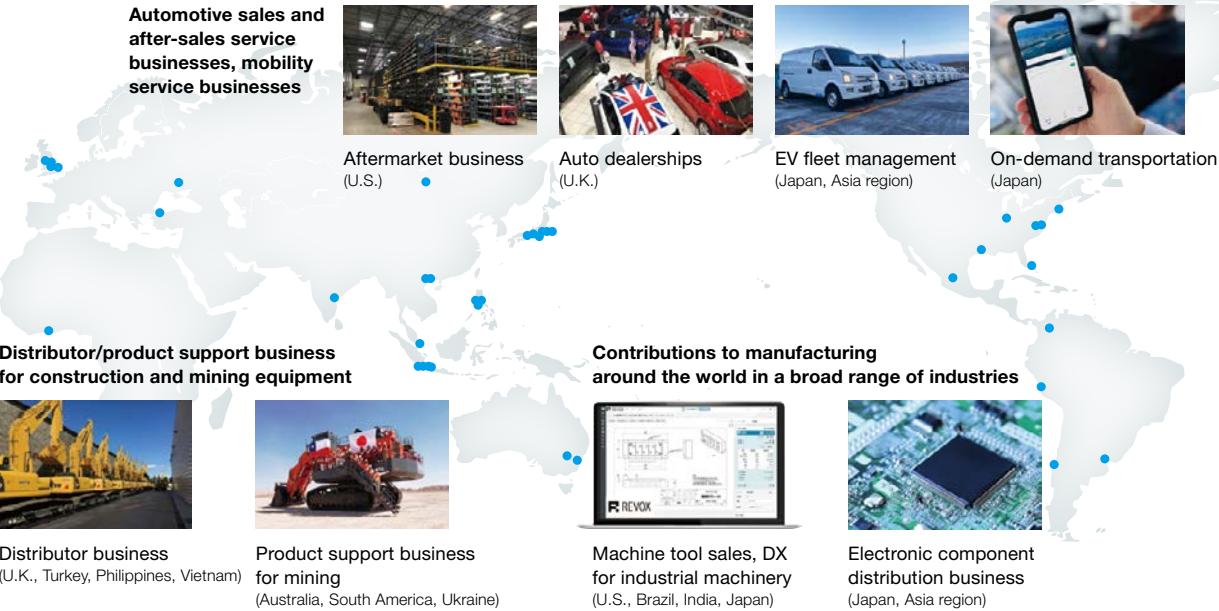 Automotive sales and
after-sales service
businesses, mobility
service businesses
Aftermarket business
(U.S.)
Auto dealerships
(U.K.)
EV fleet management
(Japan, Asia region)
On-demand transportation
(Japan)
Distributor/product support business
for construction and mining equipment
Distributor business
(U.K., Turkey, Philippines, Vietnam)
Product support business
for mining
(Australia, South America, Ukraine)
Contributions to manufacturing
around the world in a broad range of industries
REVOX
Machine tool sales, DX
for industrial machinery
(U.S., Brazil, India, Japan)
Electronic component
distribution business
(Japan, Asia region)